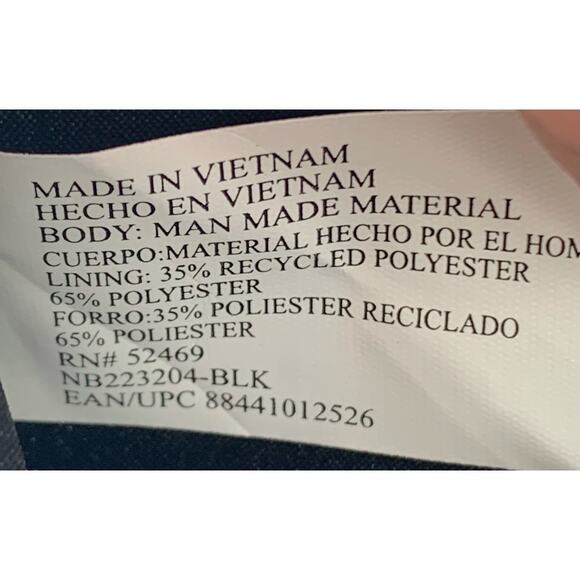 MADE IN VIETNAM
HECHO EN VIETNAM
BODY: MAN MADE MATERIAL
CUERPO:MATERIAL HECHO POR EL HOM
LINING: 35% RECYCLED POLYESTER
65% POLYESTER
FORRO:35% POLIESTER RECICLADO
65% POLIESTER
RN# 52469
NB223204-BLK
EAN/UPC 88441012526